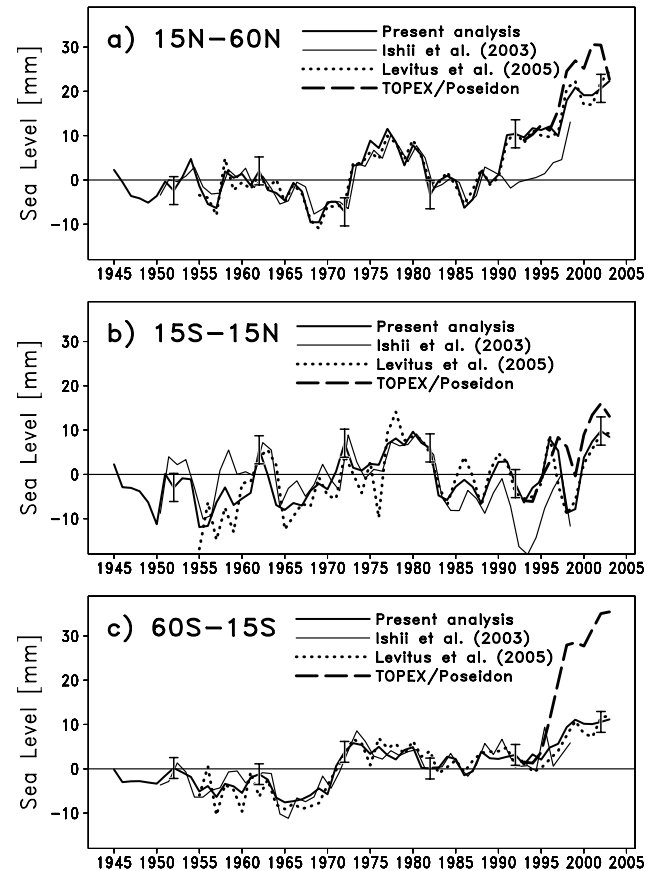 a) 15N−60N
Present analysis
Ishii et al. (2003)
Levitus et al. (2005)
TOPEX/Poseidon
Sea Level [mm]
30
20
10
0
−10
1945 1950 1955 1960 1965 1970 1975 1980 1985 1990 1995 2000 2005
b) 15S−15N
Present analysis
Ishii et al. (2003)
Levitus et al. (2005)
TOPEX/Poseidon
Sea Level [mm]
30
20
10
0
−10
1945 1950 1955 1960 1965 1970 1975 1980 1985 1990 1995 2000 2005
c) 60S−15S
Present analysis
Ishii et al. (2003)
Levitus et al. (2005)
TOPEX/Poseidon
Sea Level [mm]
30
20
10
0
−10
1945 1950 1955 1960 1965 1970 1975 1980 1985 1990 1995 2000 2005